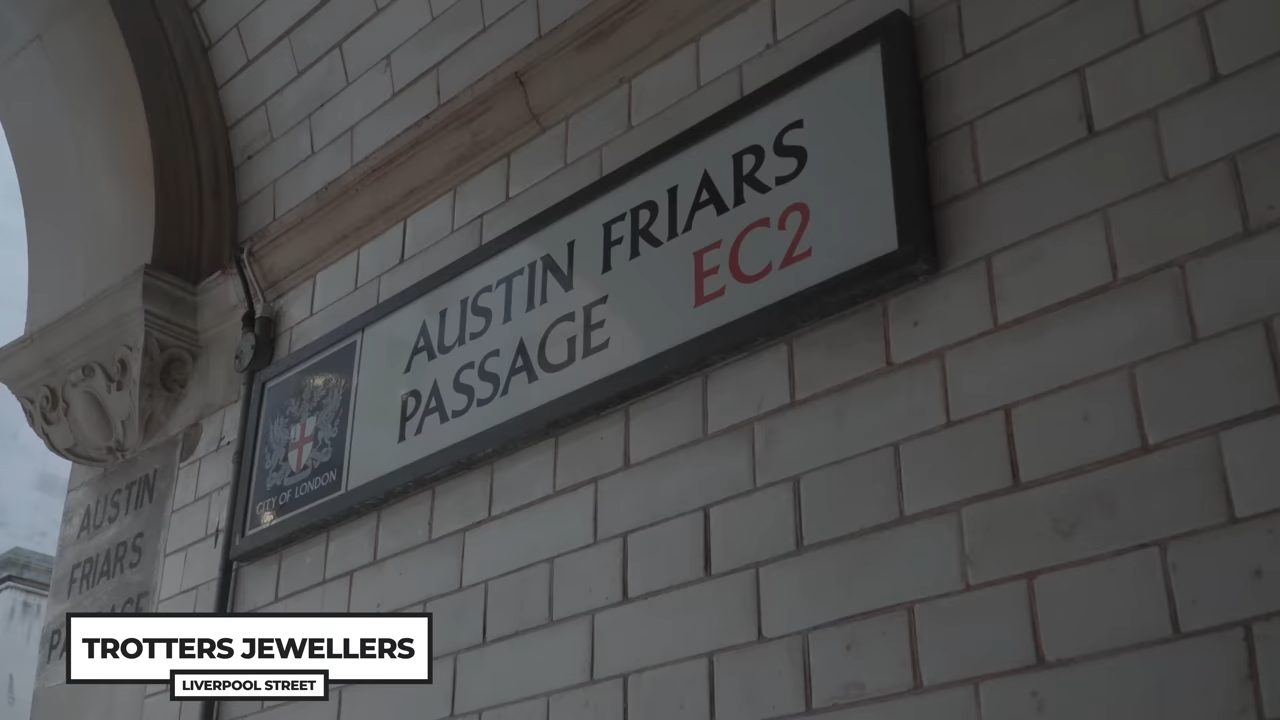 AUSTIN FRIARS
PASSAGE EC2
CITY OF LONDON
AUSTIN
FRIARS
TROTTERS JEWELLERS
LIVERPOOL STREET